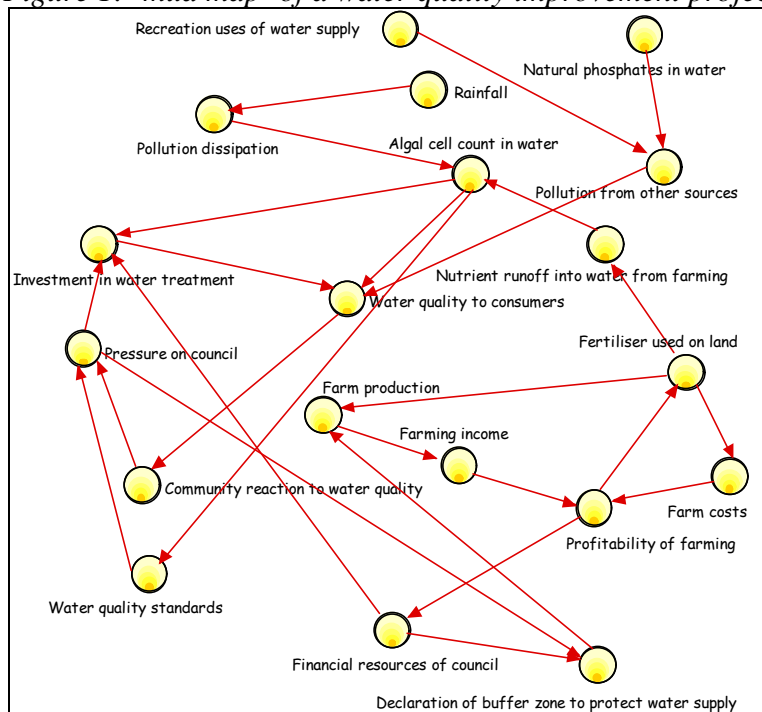 Recreation uses of water supply
Natural phosphates in water
Rainfall
Pollution dissipation
Algal cell count in water
Pollution from other sources
Investment in water treatment
Nutrient runoff into water from farming
Water quality to consumers
Pressure on council
Fertiliser used on land
Farm production
Farming income
Community reaction to water quality
Farm costs
Profitability of farming
Water quality standards
Financial resources of council
Declaration of buffer zone to protect water supply